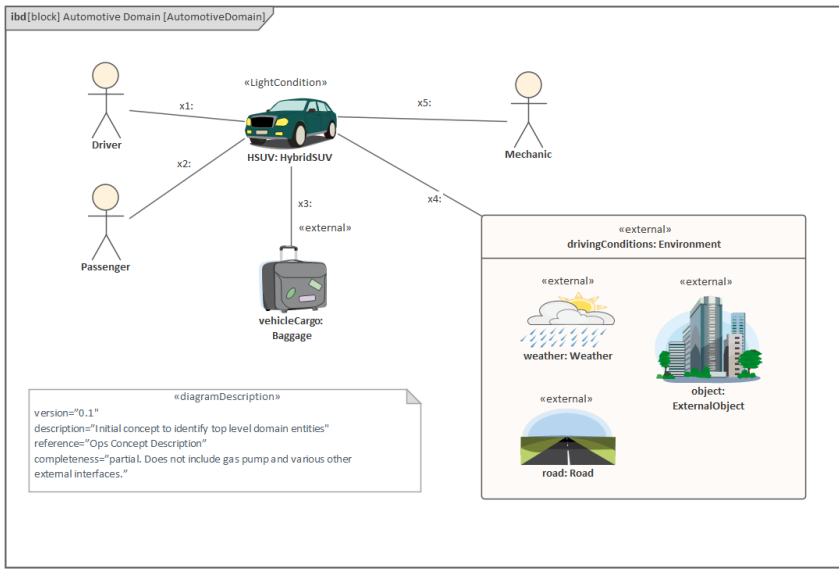 ibd[block] Automotive Domain [AutomotiveDomain]
«LightCondition»
x1:
x5:
Driver
HSUV: HybridSUV
Mechanic
x2:
x3:
x4:
«external»
Passenger
vehicleCargo:
Baggage
«external»
drivingConditions: Environment
«external»
weather: Weather
«external»
object:
ExternalObject
«external»
road: Road
«diagramDescription»
version="0.1"
description="Initial concept to identify top level domain entities"
reference="Ops Concept Description"
completeness="partial. Does not include gas pump and various other
external interfaces."